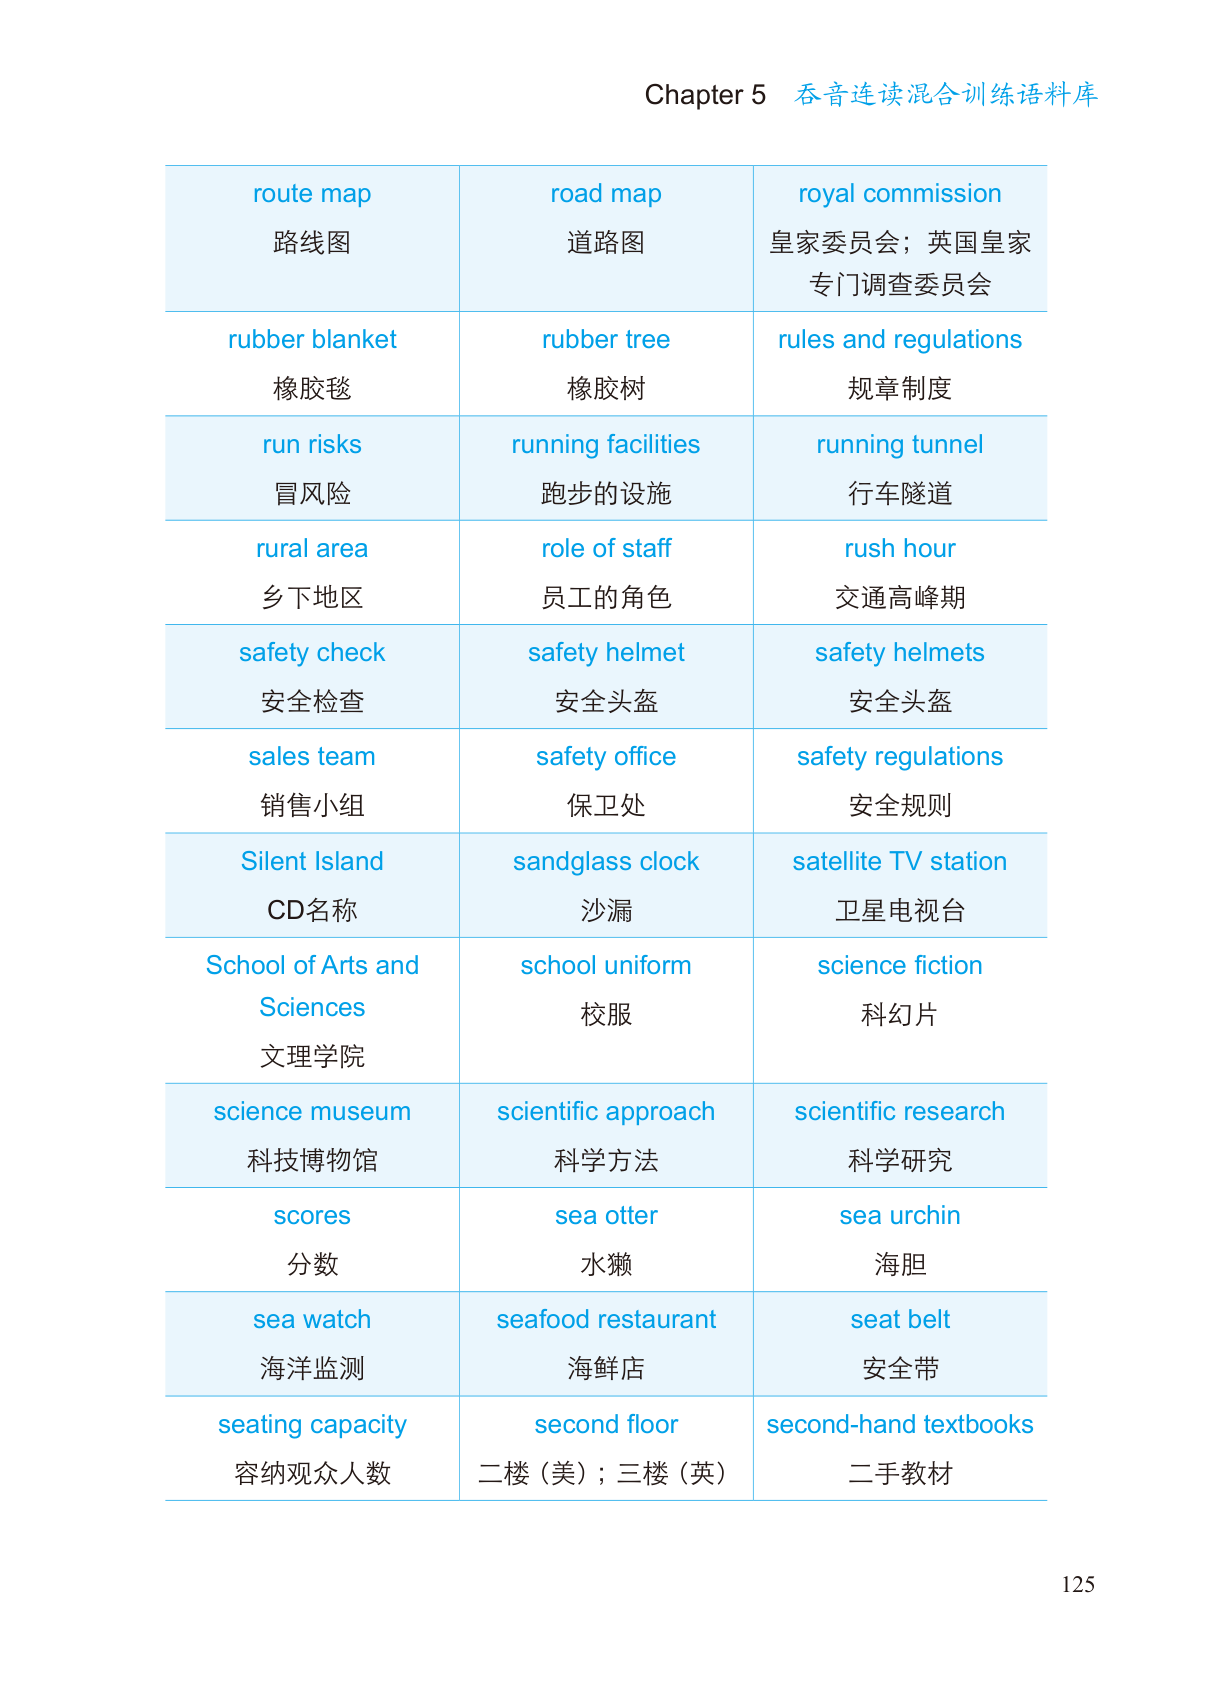 Chapter 5 吞音连读混合训练语料库
route map
路线图
road map
道路图
royal commission
皇家委员会；英国皇家
专门调查委员会
rubber blanket
橡胶毯
rubber tree
橡胶树
rules and regulations
规章制度
run risks
冒风险
running facilities
跑步的设施
running tunnel
行车隧道
rural area
乡下地区
role of staff
员工的角色
rush hour
交通高峰期
safety check
安全检查
safety helmet
安全头盔
safety helmets
安全头盔
sales team
销售小组
safety office
保卫处
safety regulations
安全规则
Silent Island
CD名称
sandglass clock
沙漏
satellite TV station
卫星电视台
School of Arts and
Sciences
文理学院
school uniform
校服
science fiction
科幻片
science museum
科技博物馆
scientific approach
科学方法
scientific research
科学研究
scores
分数
sea otter
水獭
sea urchin
海胆
sea watch
海洋监测
seafood restaurant
海鲜店
seat belt
安全带
seating capacity
容纳观众人数
second floor
二楼（美）；三楼（英）
second-hand textbooks
二手教材
125